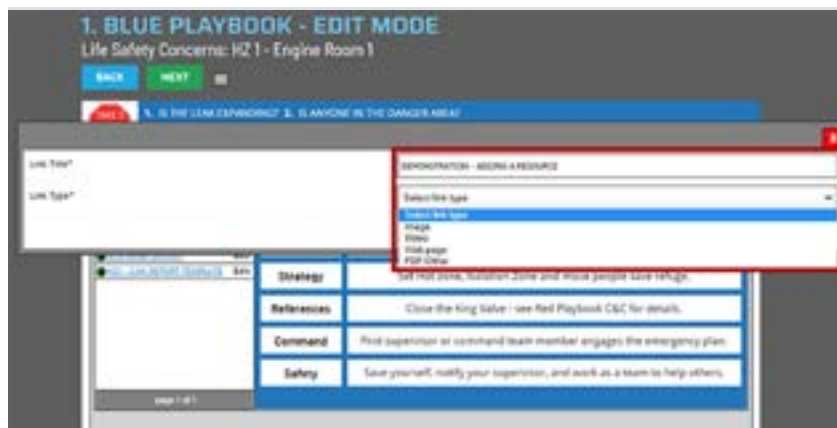 1. BLUE PLAYBOOK - EDIT MODE
Life Safety Concerns: HZ 1 - Engine Room 1
BACK
NEXT
1. IS THE LEAK EXPANDING? 2. IS ANYONE IN THE DANGER AREA?
Link Title*
DEMONSTRATION - ADDING A RESOURCE
Link Type*
Select link type
Select link type
Image
Video
Web page
PDF/Other
Strategy
Set Hot Zone, Isolation Zone and move people save refuge.
References
Close the King Valve - see Red Playbook C&C for details.
Command
First supervisor or command team member engages the emergency plan.
Safety
Save yourself, notify your supervisor, and work as a team to help others.
page 1 of 1